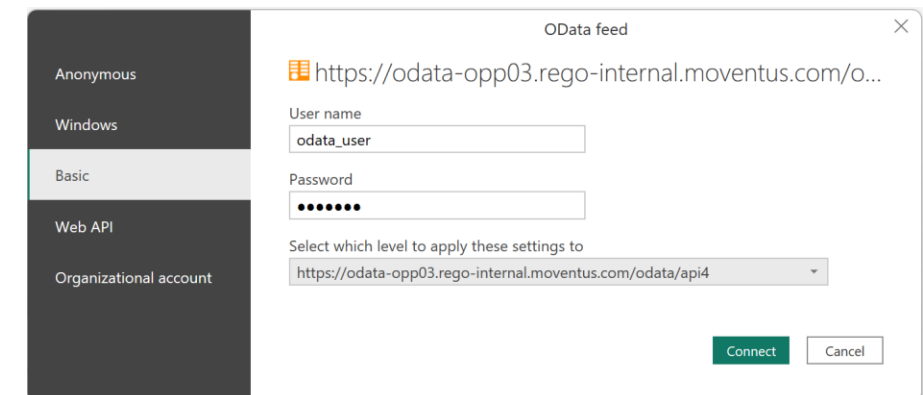 OData feed
Anonymous
Windows
Basic
Web API
Organizational account
https://odata-opp03.rego-internal.moventus.com/o...
User name
odata_user
Password
●●●●●●●
Select which level to apply these settings to
https://odata-opp03.rego-internal.moventus.com/odata/api4
Connect
Cancel